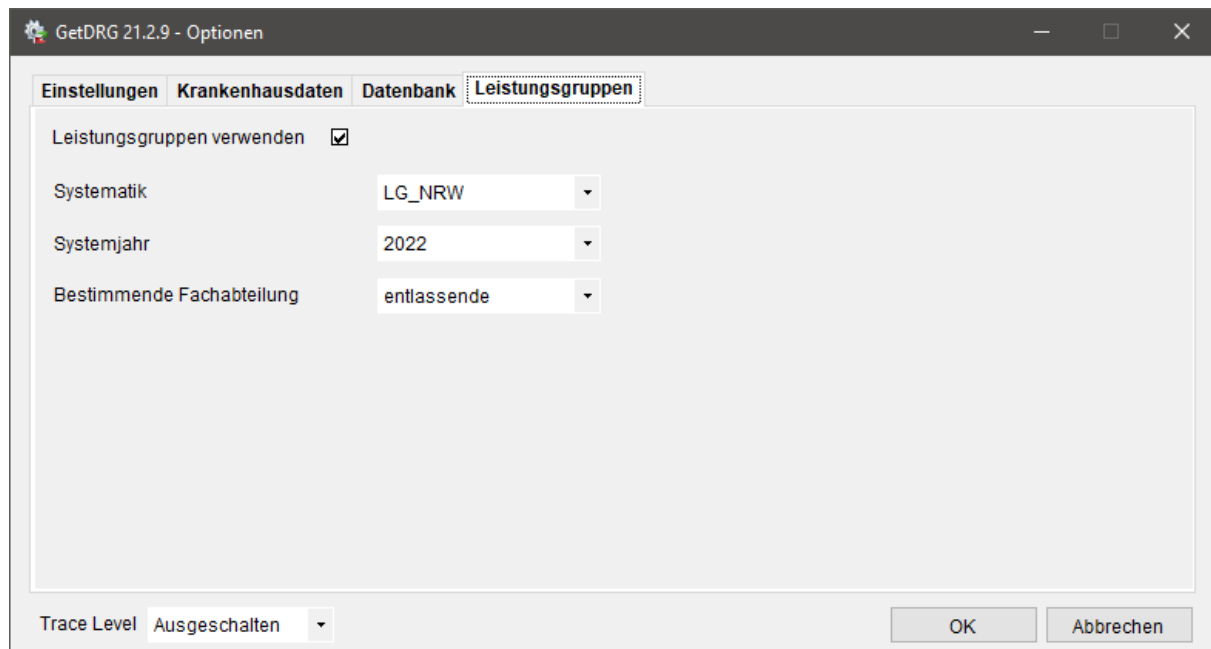 GetDRG 21.2.9 - Optionen
Einstellungen Krankenhausdaten Datenbank Leistungsgruppen
Leistungsgruppen verwenden
Systematik LG_NRW
Systemjahr 2022
Bestimmende Fachabteilung entlassende
Trace Level Ausgeschalten OK Abbrechen